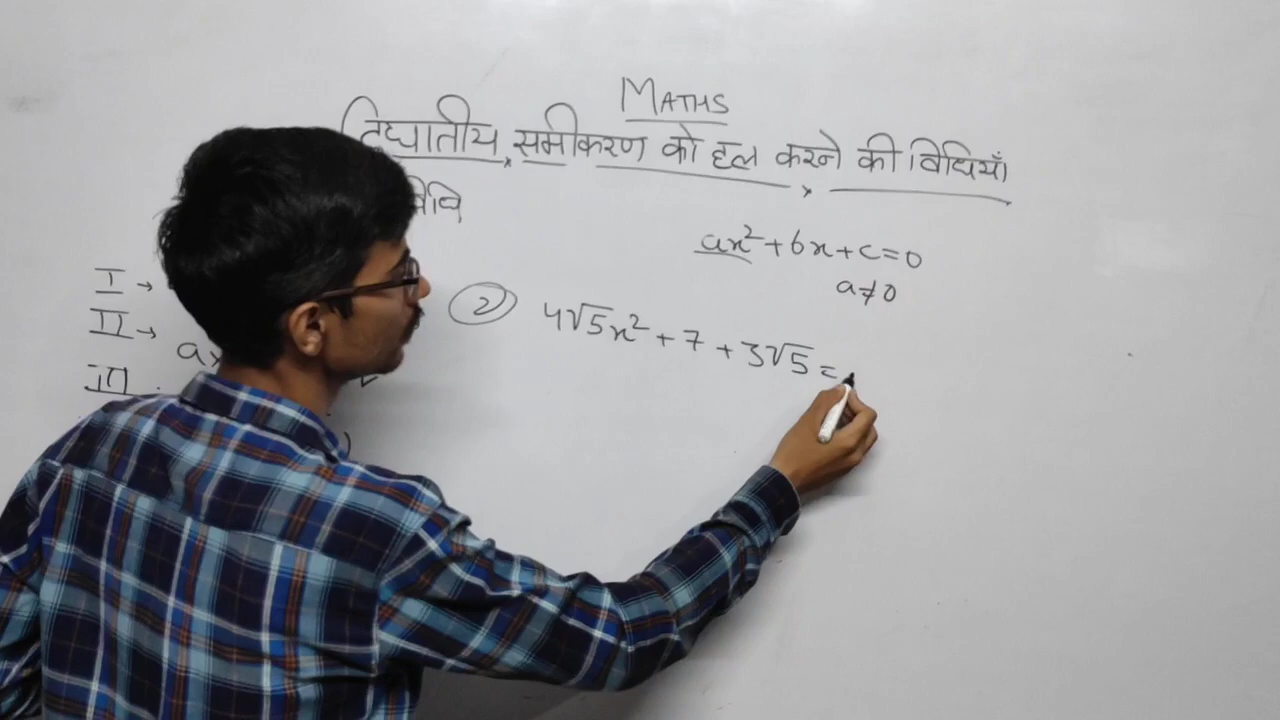 MATHS
द्विघातीय समीकरण को हल करने की विधियाँ
ax² + bx + c = 0
a ≠ 0
I →
II →
III
② 4√5x² + 7 + 3√5 =